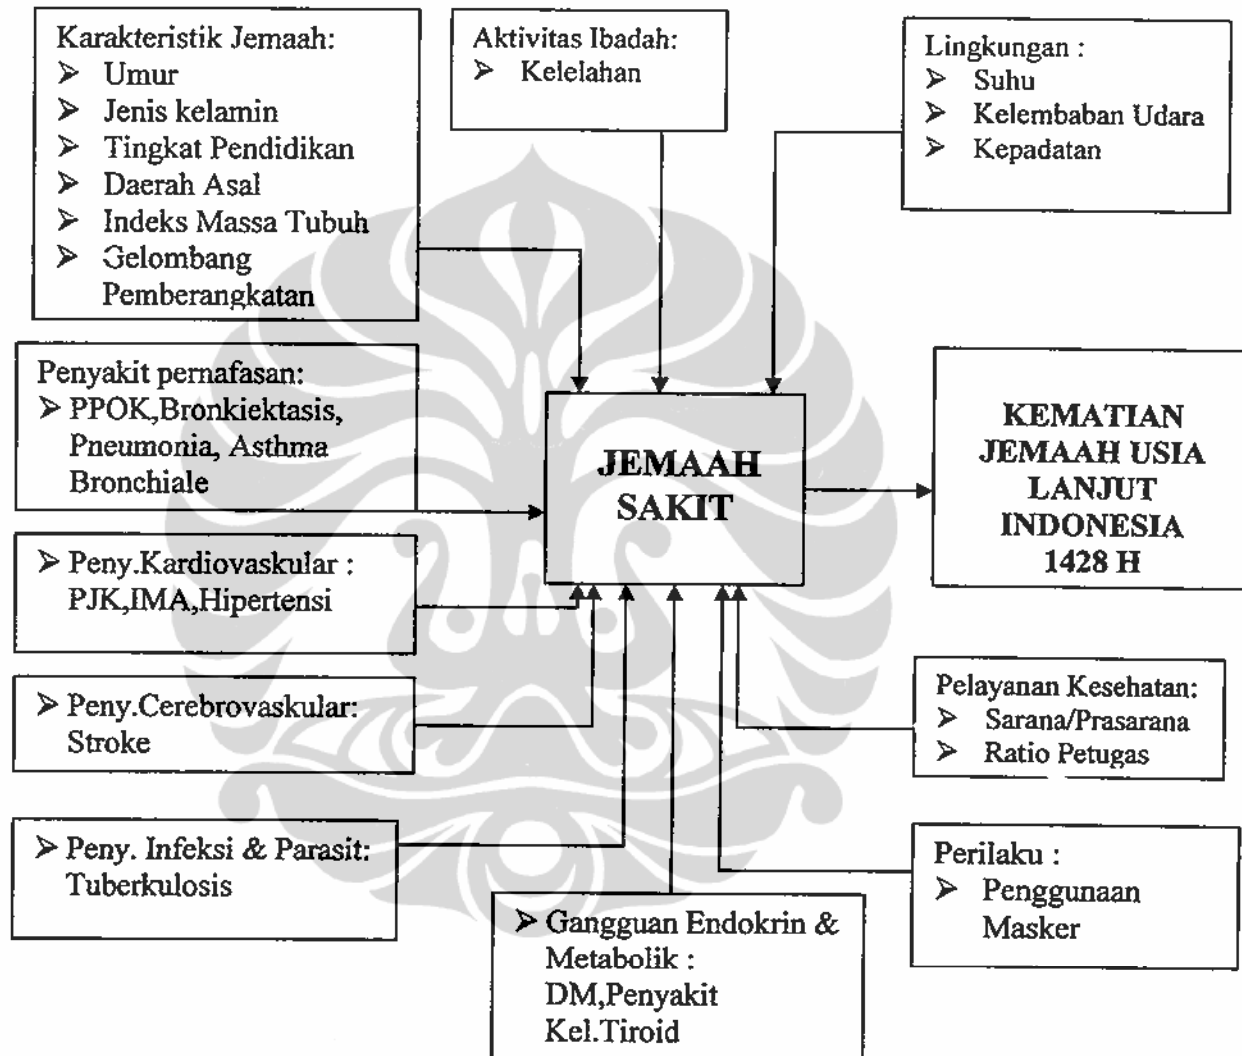 Karakteristik Jemaah:
➢ Umur
➢ Jenis kelamin
➢ Tingkat Pendidikan
➢ Daerah Asal
➢ Indeks Massa Tubuh
➢ Gelombang
Pemberangkatan
Aktivitas Ibadah:
➢ Kelelahan
Lingkungan :
➢ Suhu
➢ Kelembaban Udara
➢ Kepadatan
Penyakit pernafasan:
➢ PPOK,Bronkiektasis,
Pneumonia, Asthma
Bronchiale
JEMAAH
SAKIT
KEMATIAN
JEMAAH USIA
LANJUT
INDONESIA
1428 H
➢ Peny.Kardiovaskular :
PJK,IMA,Hipertensi
➢ Peny.Cerebrovaskular:
Stroke
Pelayanan Kesehatan:
➢ Sarana/Prasarana
➢ Ratio Petugas
➢ Peny. Infeksi & Parasit:
Tuberkulosis
Perilaku :
➢ Penggunaan
Masker
➢ Gangguan Endokrin &
Metabolik :
DM,Penyakit
Kel.Tiroid